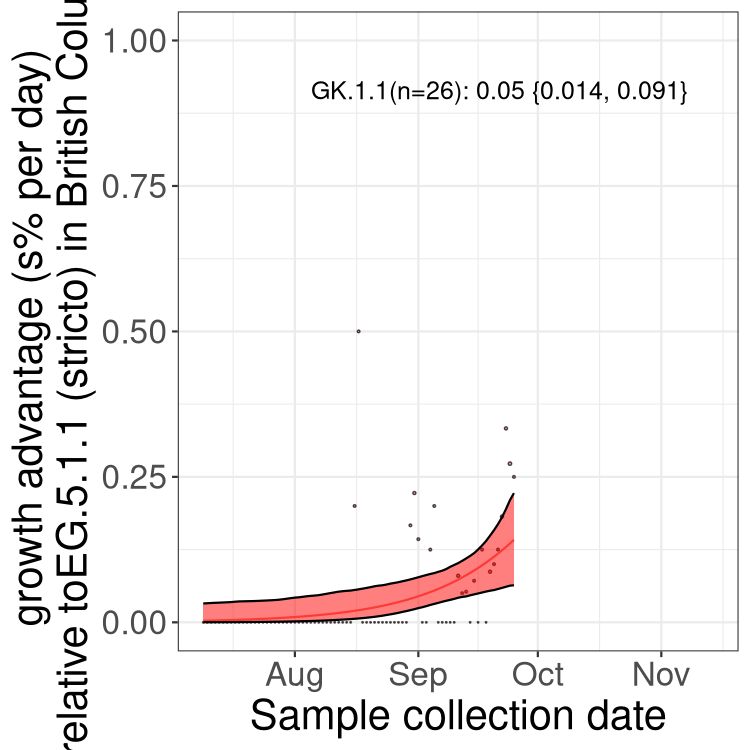 growth advantage (s% per day)
relative toEG.5.1.1 (stricto) in British Colu
1.00
0.75
0.50
0.25
0.00
GK.1.1(n=26): 0.05 {0.014, 0.091}
Aug Sep Oct Nov
Sample collection date